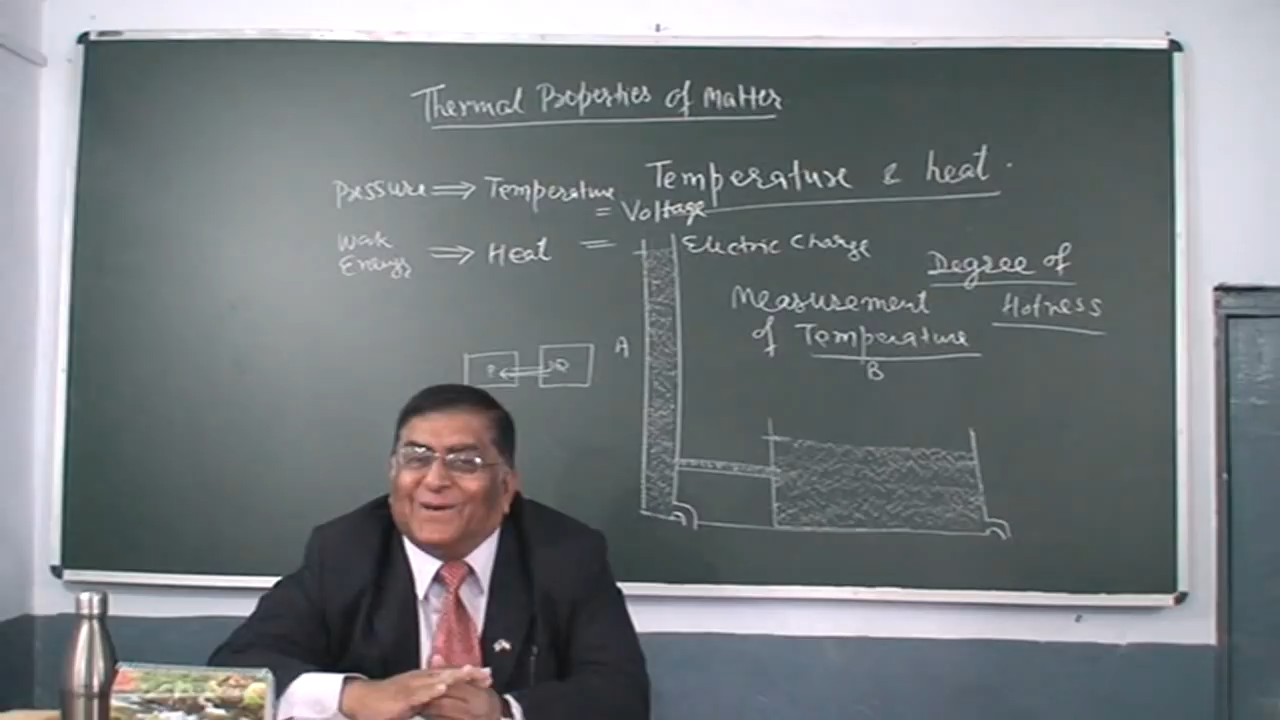 Thermal Properties of Matter
Temperature & heat.
Pressure ⇒ Temperature
= Voltage
Work
Energy ⇒ Heat = Electric Charge
Degree of
Hotness
Measurement
of Temperature
A
B
P
Q